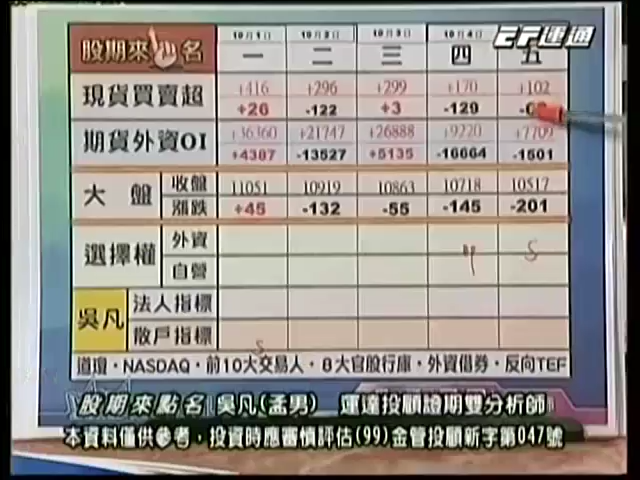 股期來 名 10月1日 10月2日 10月3日 10月4日 EF運通
一 二 三 四 五
現貨買賣超 +416 +296 +299 +170 +102
+26 -122 +3 -129
期貨外資OI +36360 +21747 +26888 +9220 +7709
+4387 -13527 +5135 -16664 -1501
大盤 收盤 11051 10919 10863 10718 10517
漲跌 +45 -132 -55 -145 -201
選擇權 外資
自營
吳凡 法人指標
散戶指標
道瓊・NASDAQ・前10大交易人・8大官股行庫・外資借券・反向TEF
股期來點名 吳凡(孟男) 運達投顧證期雙分析師
本資料僅供參考,投資時應審慎評估(99)金管投顧新字第047號